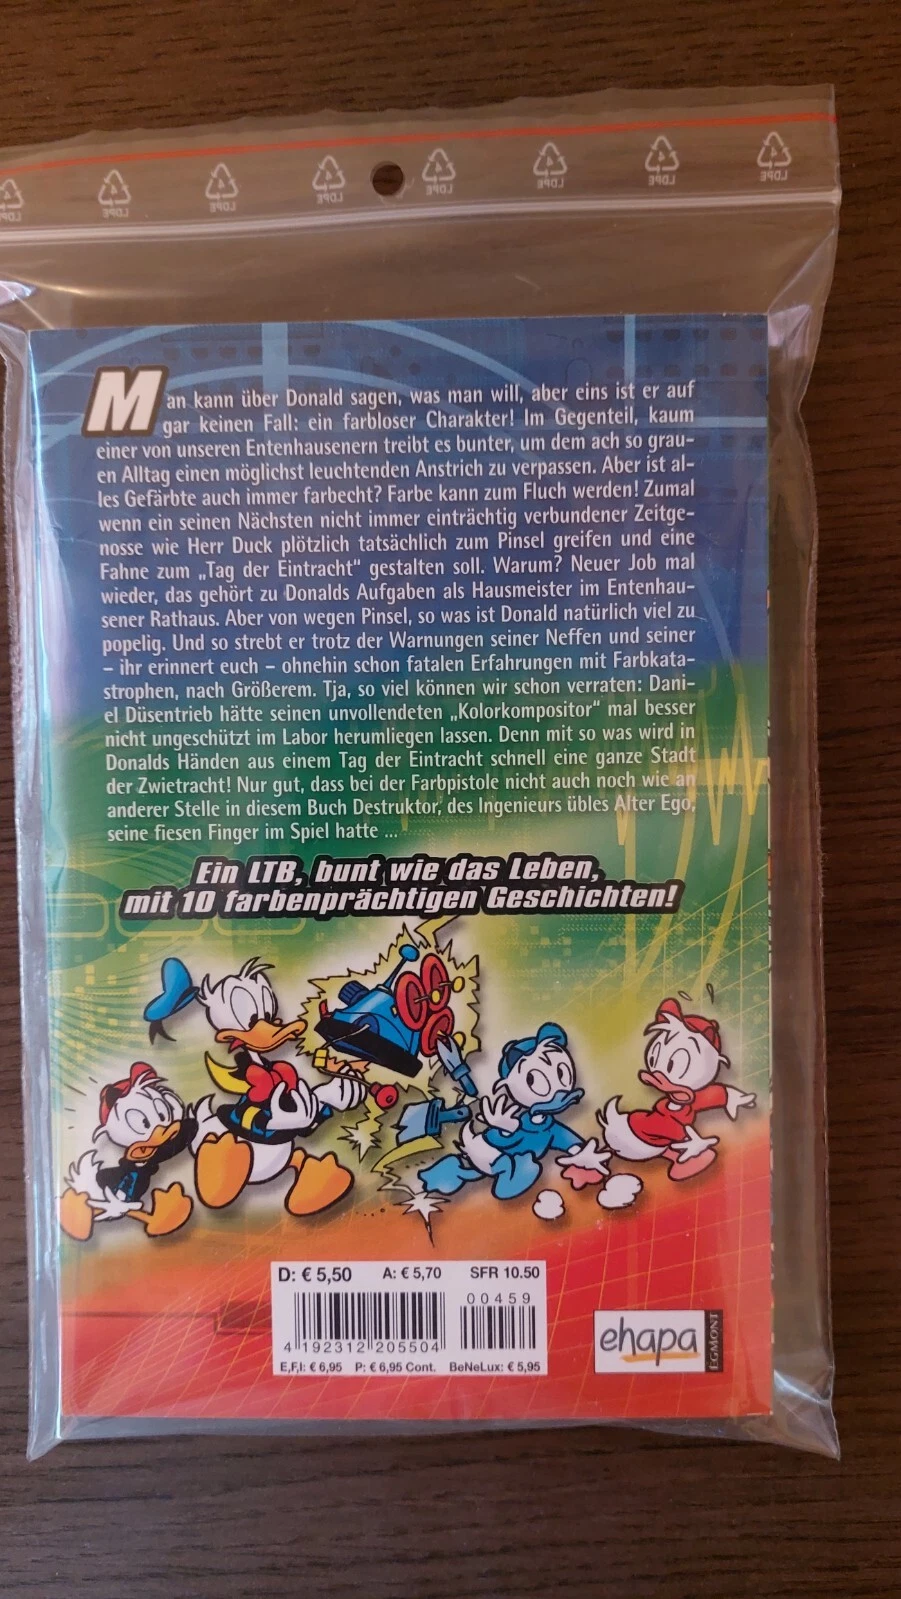 LDPE LDPE LDPE LDPE LDPE LDPE LDPE LDPE
Man kann über Donald sagen, was man will, aber eins ist er auf
gar keinen Fall: ein farbloser Charakter! Im Gegenteil, kaum
einer von unseren Entenhausenern treibt es bunter, um dem ach so grau-
en Alltag einen möglichst leuchtenden Anstrich zu verpassen. Aber ist al-
les Gefärbte auch immer farbecht? Farbe kann zum Fluch werden! Zumal
wenn ein seinen Nächsten nicht immer einträchtig verbundener Zeitge-
nosse wie Herr Duck plötzlich tatsächlich zum Pinsel greifen und eine
Fahne zum „Tag der Eintracht" gestalten soll. Warum? Neuer Job mal
wieder, das gehört zu Donalds Aufgaben als Hausmeister im Entenhau-
sener Rathaus. Aber von wegen Pinsel, so was ist Donald natürlich viel zu
popelig. Und so strebt er trotz der Warnungen seiner Neffen und seiner
– ihr erinnert euch – ohnehin schon fatalen Erfahrungen mit Farbkata-
strophen, nach Größerem. Tja, so viel können wir schon verraten: Dani-
el Düsentrieb hätte seinen unvollendeten „Kolorkompositor" mal besser
nicht ungeschützt im Labor herumliegen lassen. Denn mit so was wird in
Donalds Händen aus einem Tag der Eintracht schnell eine ganze Stadt
der Zwietracht! Nur gut, dass bei der Farbpistole nicht auch noch wie an
anderer Stelle in diesem Buch Destruktor, des Ingenieurs übles Alter Ego,
seine fiesen Finger im Spiel hatte ...
Ein LTB, bunt wie das Leben,
mit 10 farbenprächtigen Geschichten!
D: € 5,50 A: € 5,70 SFR 10.50
00459
4 192312 205504
E,F,I: € 6,95 P: € 6,95 Cont. BeNeLux: € 5,95
ehapa
EGMONT